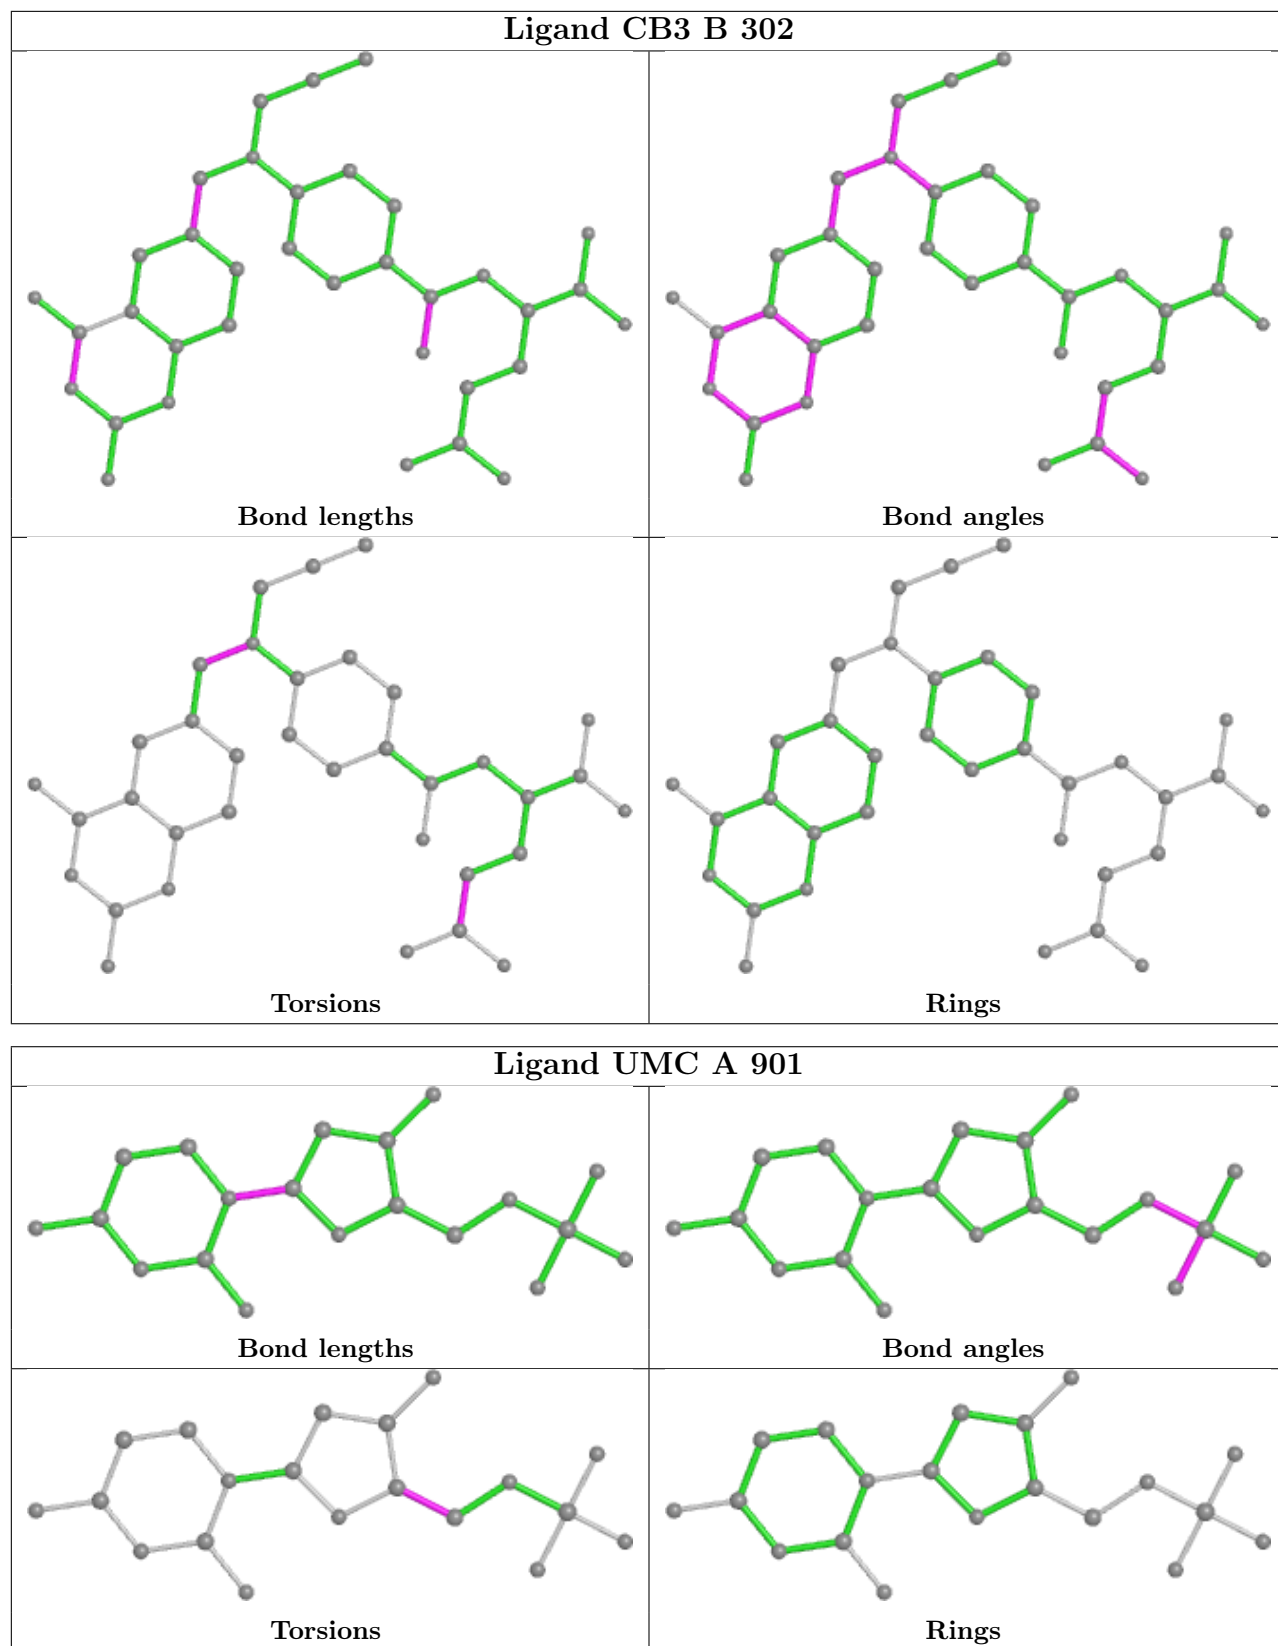 Ligand CB3 B 302
Bond lengths
Bond angles
Torsions
Rings
Ligand UMC A 901
Bond lengths
Bond angles
Torsions
Rings